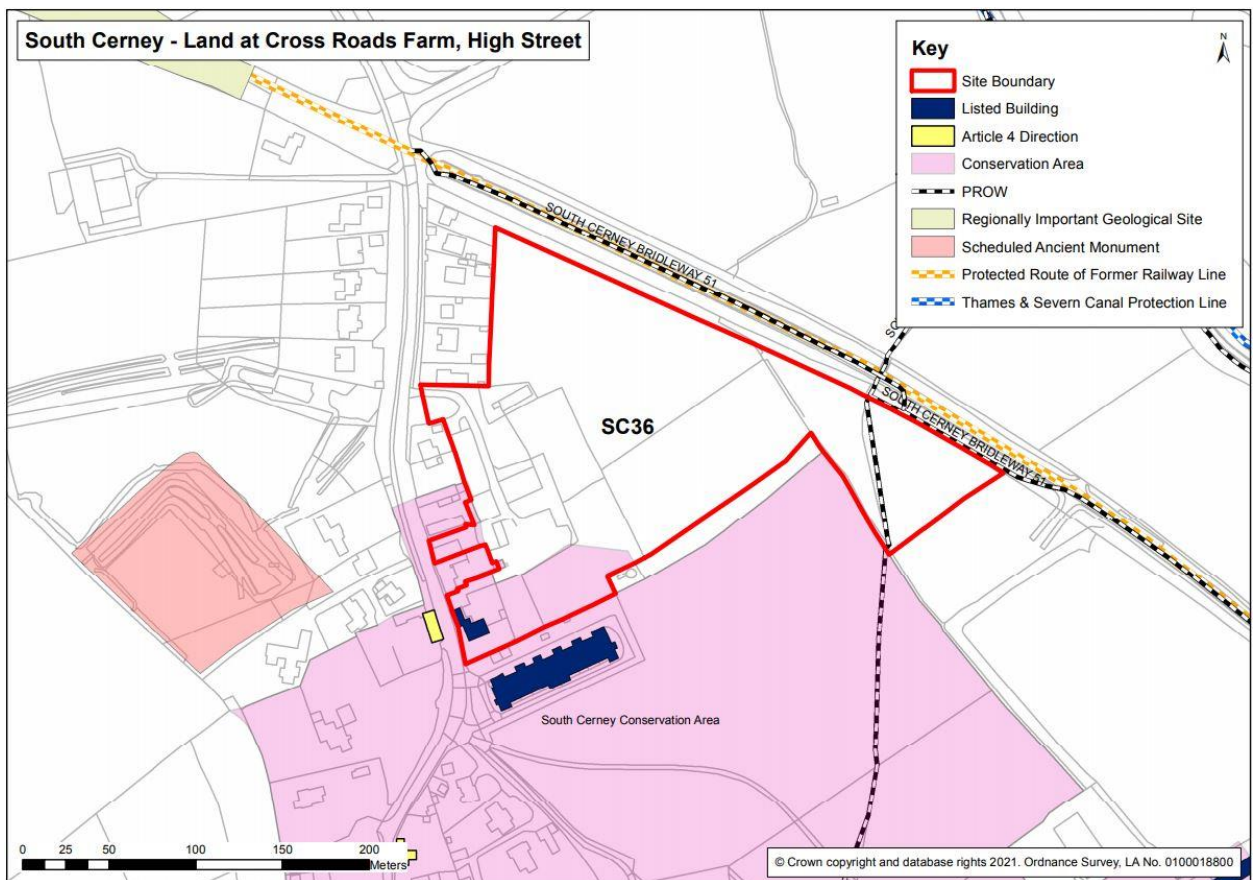 South Cerney - Land at Cross Roads Farm, High Street
Key
N
Site Boundary
Listed Building
Article 4 Direction
Conservation Area
PROW
Regionally Important Geological Site
Scheduled Ancient Monument
Protected Route of Former Railway Line
Thames & Severn Canal Protection Line
SOUTH CERNEY BRIDLEWAY 51
SOUTH CERNEY BRIDLEWAY 51
SC36
South Cerney Conservation Area
0 25 50 100 150 200
Meters
© Crown copyright and database rights 2021. Ordnance Survey, LA No. 0100018800